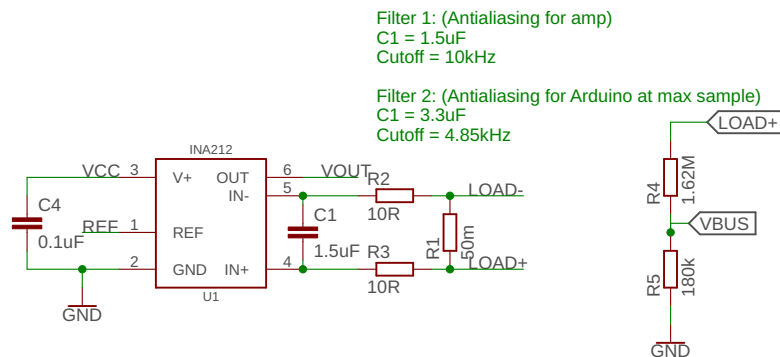 Filter 1: (Antialiasing for amp)
C1 = 1.5uF
Cutoff = 10kHz
Filter 2: (Antialiasing for Arduino at max sample)
C1 = 3.3uF
Cutoff = 4.85kHz
LOAD+
INA212
VCC 3 V+ OUT 6 VOUT
IN- 5 R2 LOAD-
R4 1.62M
C4
0.1uF
REF 1 REF
C1
1.5uF
10R
R1 50m
VBUS
2 GND IN+ 4 R3 LOAD+
10R
U1
R5 180k
GND
GND